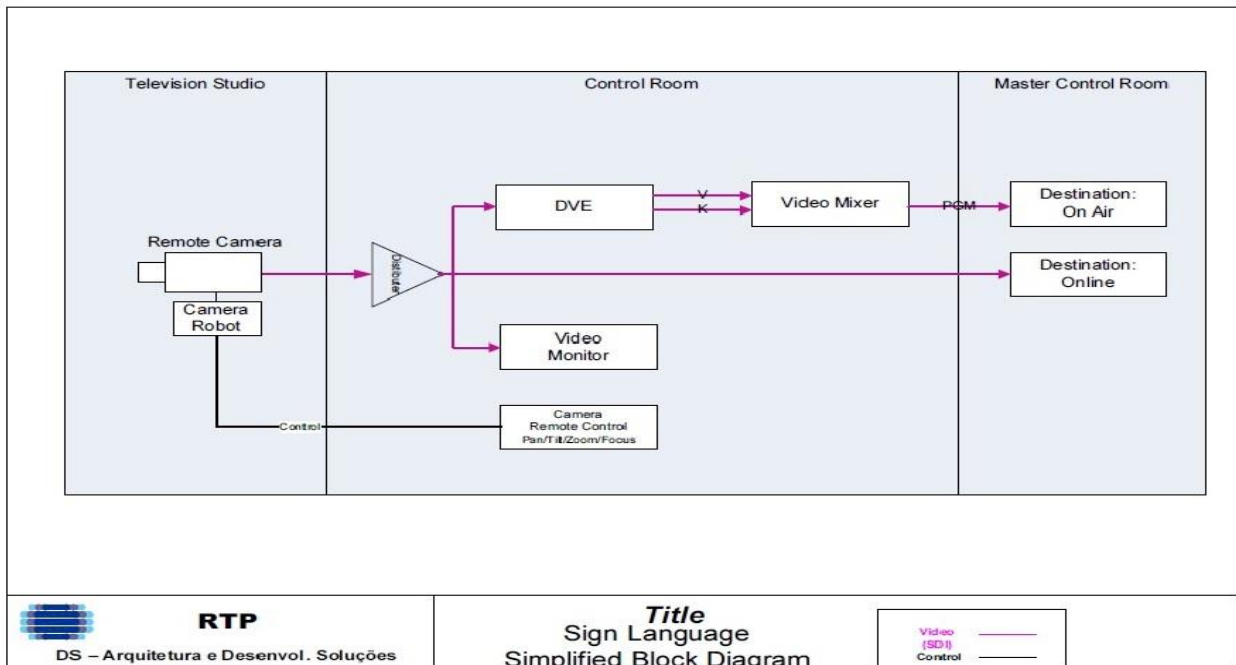 Television Studio
Control Room
Master Control Room
DVE
V
K
Video Mixer
PGM
Destination:
On Air
Remote Camera
Distributer
Destination:
Online
Camera
Robot
Video
Monitor
Control
Camera
Remote Control
Pan/Tilt/Zoom/Focus
RTP
DS – Arquitetura e Desenvol. Soluções
Title
Sign Language
Simplified Block Diagram
Video
(SDI)
Control